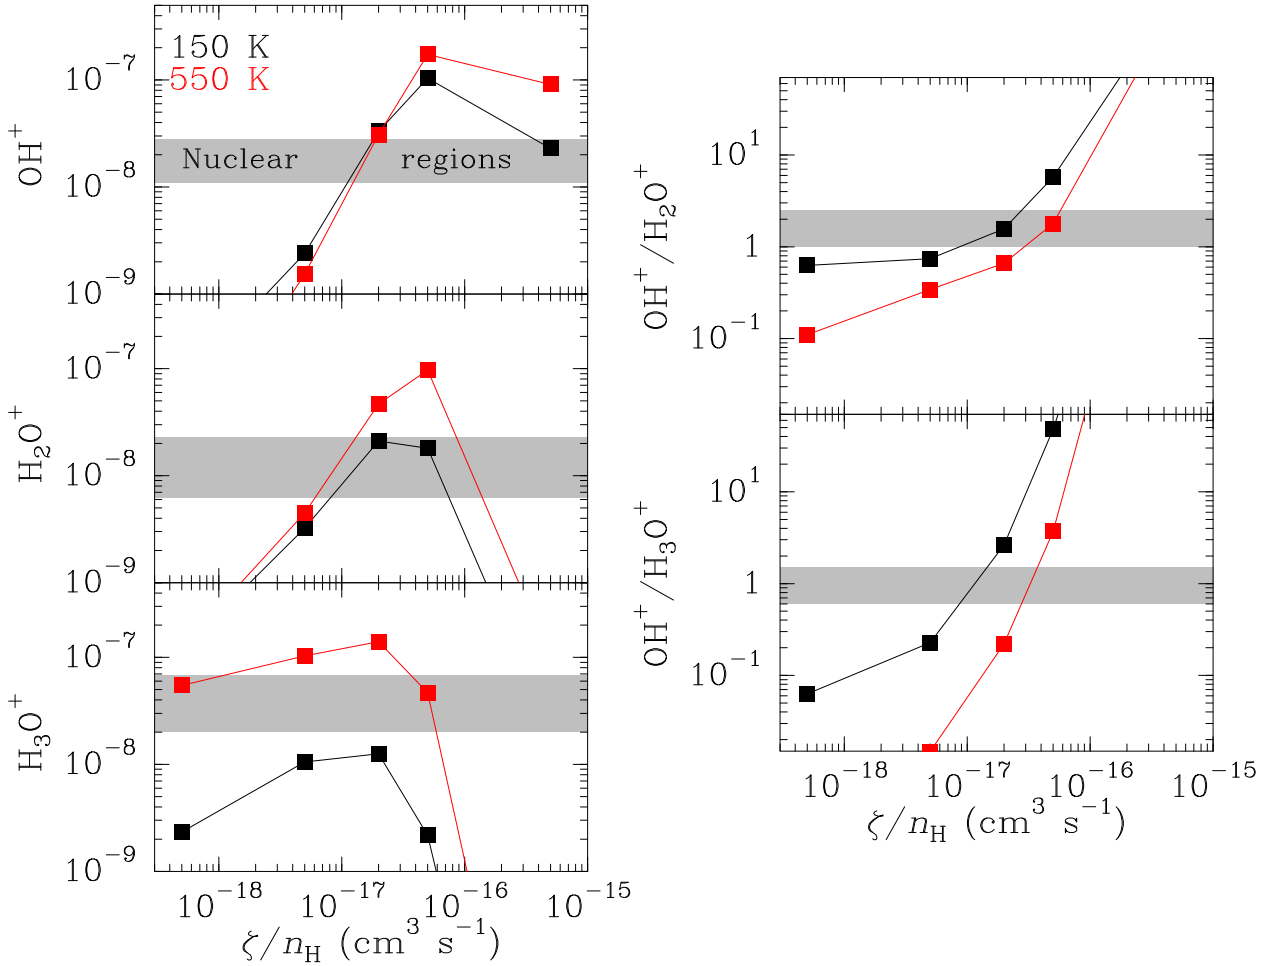 150 K
550 K
OH⁺
10⁻⁷
10⁻⁸
10⁻⁹
Nuclear regions
H₂O⁺
10⁻⁷
10⁻⁸
10⁻⁹
H₃O⁺
10⁻⁷
10⁻⁸
10⁻⁹
10⁻¹⁸ 10⁻¹⁷ 10⁻¹⁶ 10⁻¹⁵
ζ/n_H (cm³ s⁻¹)
OH⁺/H₂O⁺
10¹
1
10⁻¹
OH⁺/H₃O⁺
10¹
1
10⁻¹
10⁻¹⁸ 10⁻¹⁷ 10⁻¹⁶ 10⁻¹⁵
ζ/n_H (cm³ s⁻¹)